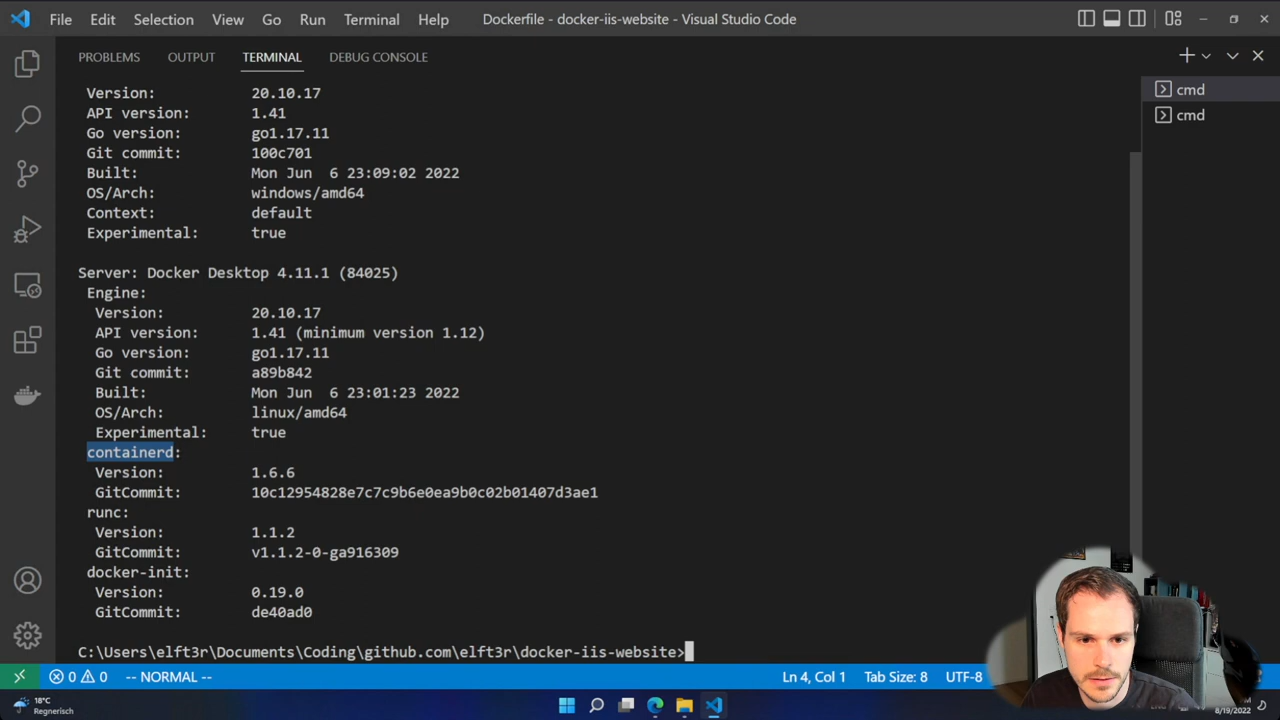 File Edit Selection View Go Run Terminal Help Dockerfile - docker-iis-website - Visual Studio Code
PROBLEMS OUTPUT TERMINAL DEBUG CONSOLE
cmd
cmd
Version: 20.10.17
API version: 1.41
Go version: go1.17.11
Git commit: 100c701
Built: Mon Jun 6 23:09:02 2022
OS/Arch: windows/amd64
Context: default
Experimental: true
Server: Docker Desktop 4.11.1 (84025)
Engine:
Version: 20.10.17
API version: 1.41 (minimum version 1.12)
Go version: go1.17.11
Git commit: a89b842
Built: Mon Jun 6 23:01:23 2022
OS/Arch: linux/amd64
Experimental: true
containerd:
Version: 1.6.6
GitCommit: 10c12954828e7c7c9b6e0ea9b0c02b01407d3ae1
runc:
Version: 1.1.2
GitCommit: v1.1.2-0-ga916309
docker-init:
Version: 0.19.0
GitCommit: de40ad0
C:\Users\elft3r\Documents\Coding\github.com\elft3r\docker-iis-website>
0 0 -- NORMAL -- Ln 4, Col 1 Tab Size: 8 UTF-8
18°C
Regnerisch
8/19/2022